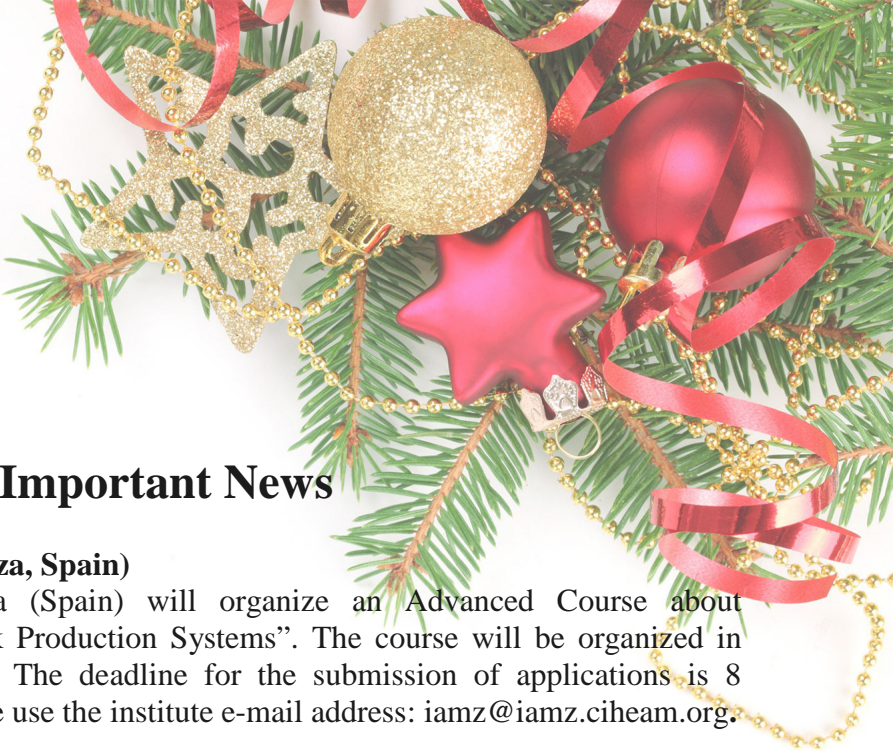 Important News
za, Spain)
a (Spain) will organize an Advanced Course about
k Production Systems”. The course will be organized in
The deadline for the submission of applications is 8
e use the institute e-mail address: iamz@iamz.ciheam.org.